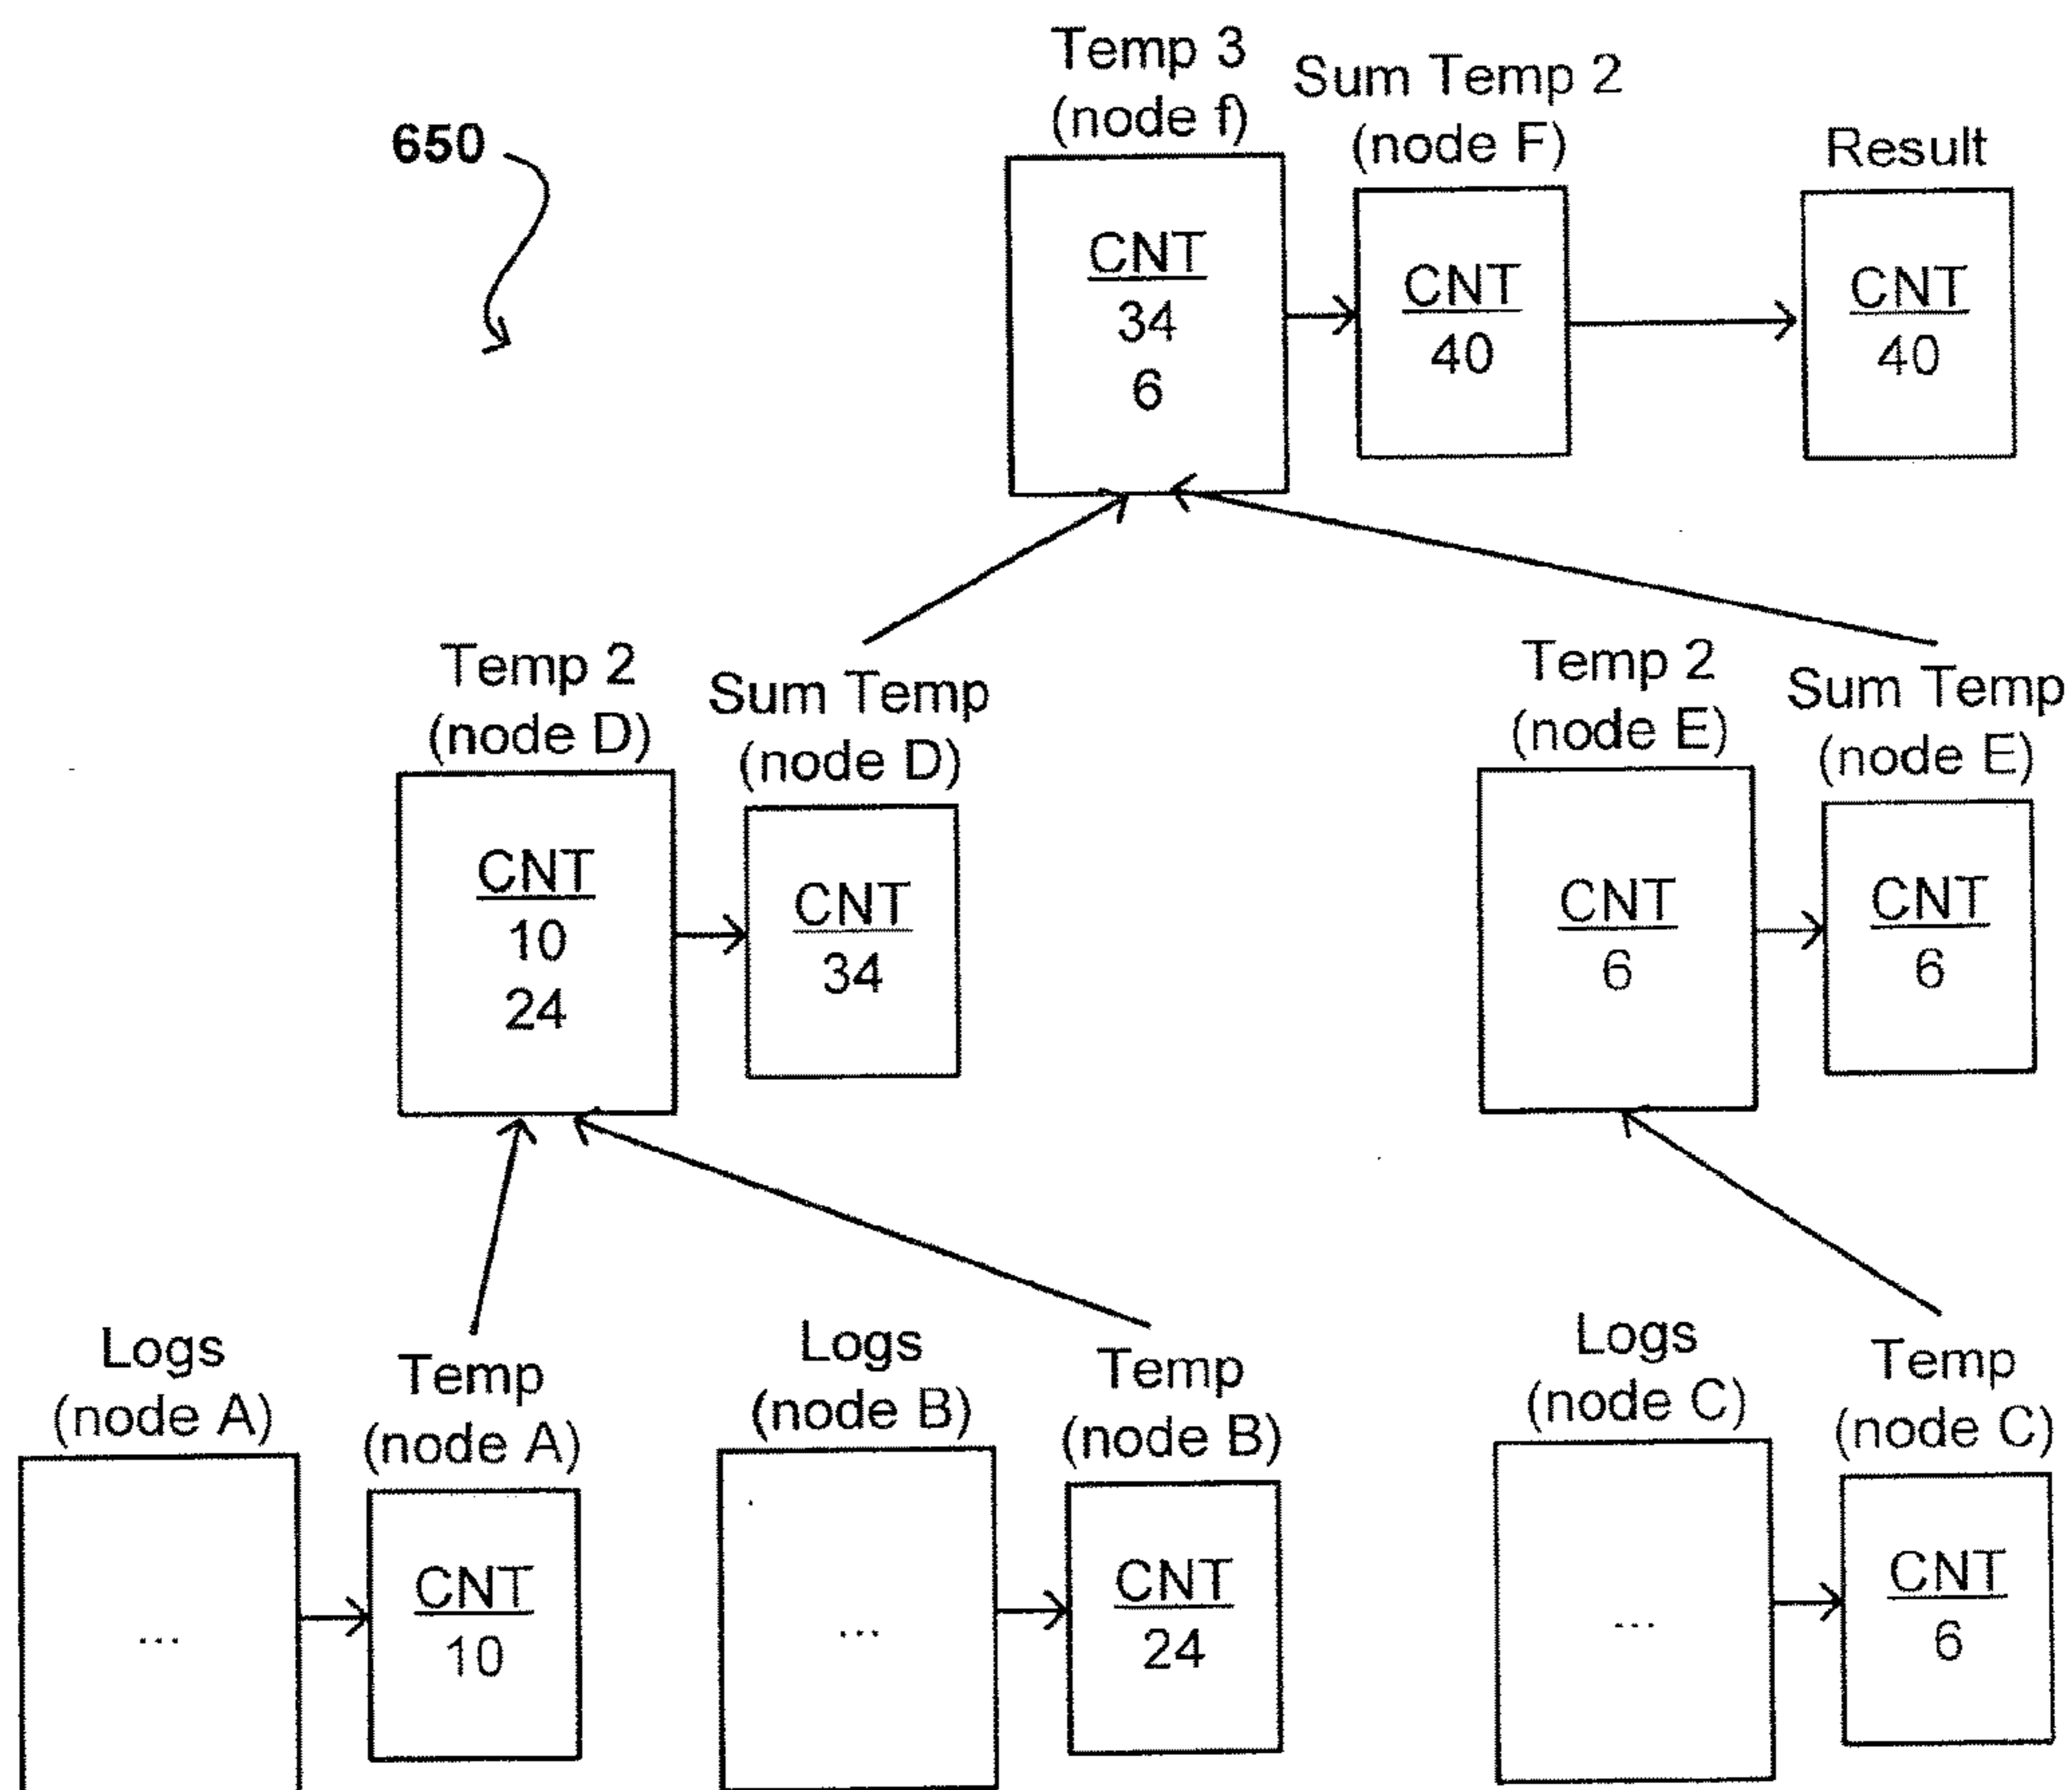 650
Temp 3
(node f)
CNT
34
6
Sum Temp 2
(node F)
CNT
40
Result
CNT
40
Temp 2
(node D)
CNT
10
24
Sum Temp
(node D)
CNT
34
Temp 2
(node E)
CNT
6
Sum Temp
(node E)
CNT
6
Logs
(node A)
...
Temp
(node A)
CNT
10
Logs
(node B)
...
Temp
(node B)
CNT
24
Logs
(node C)
...
Temp
(node C)
CNT
6